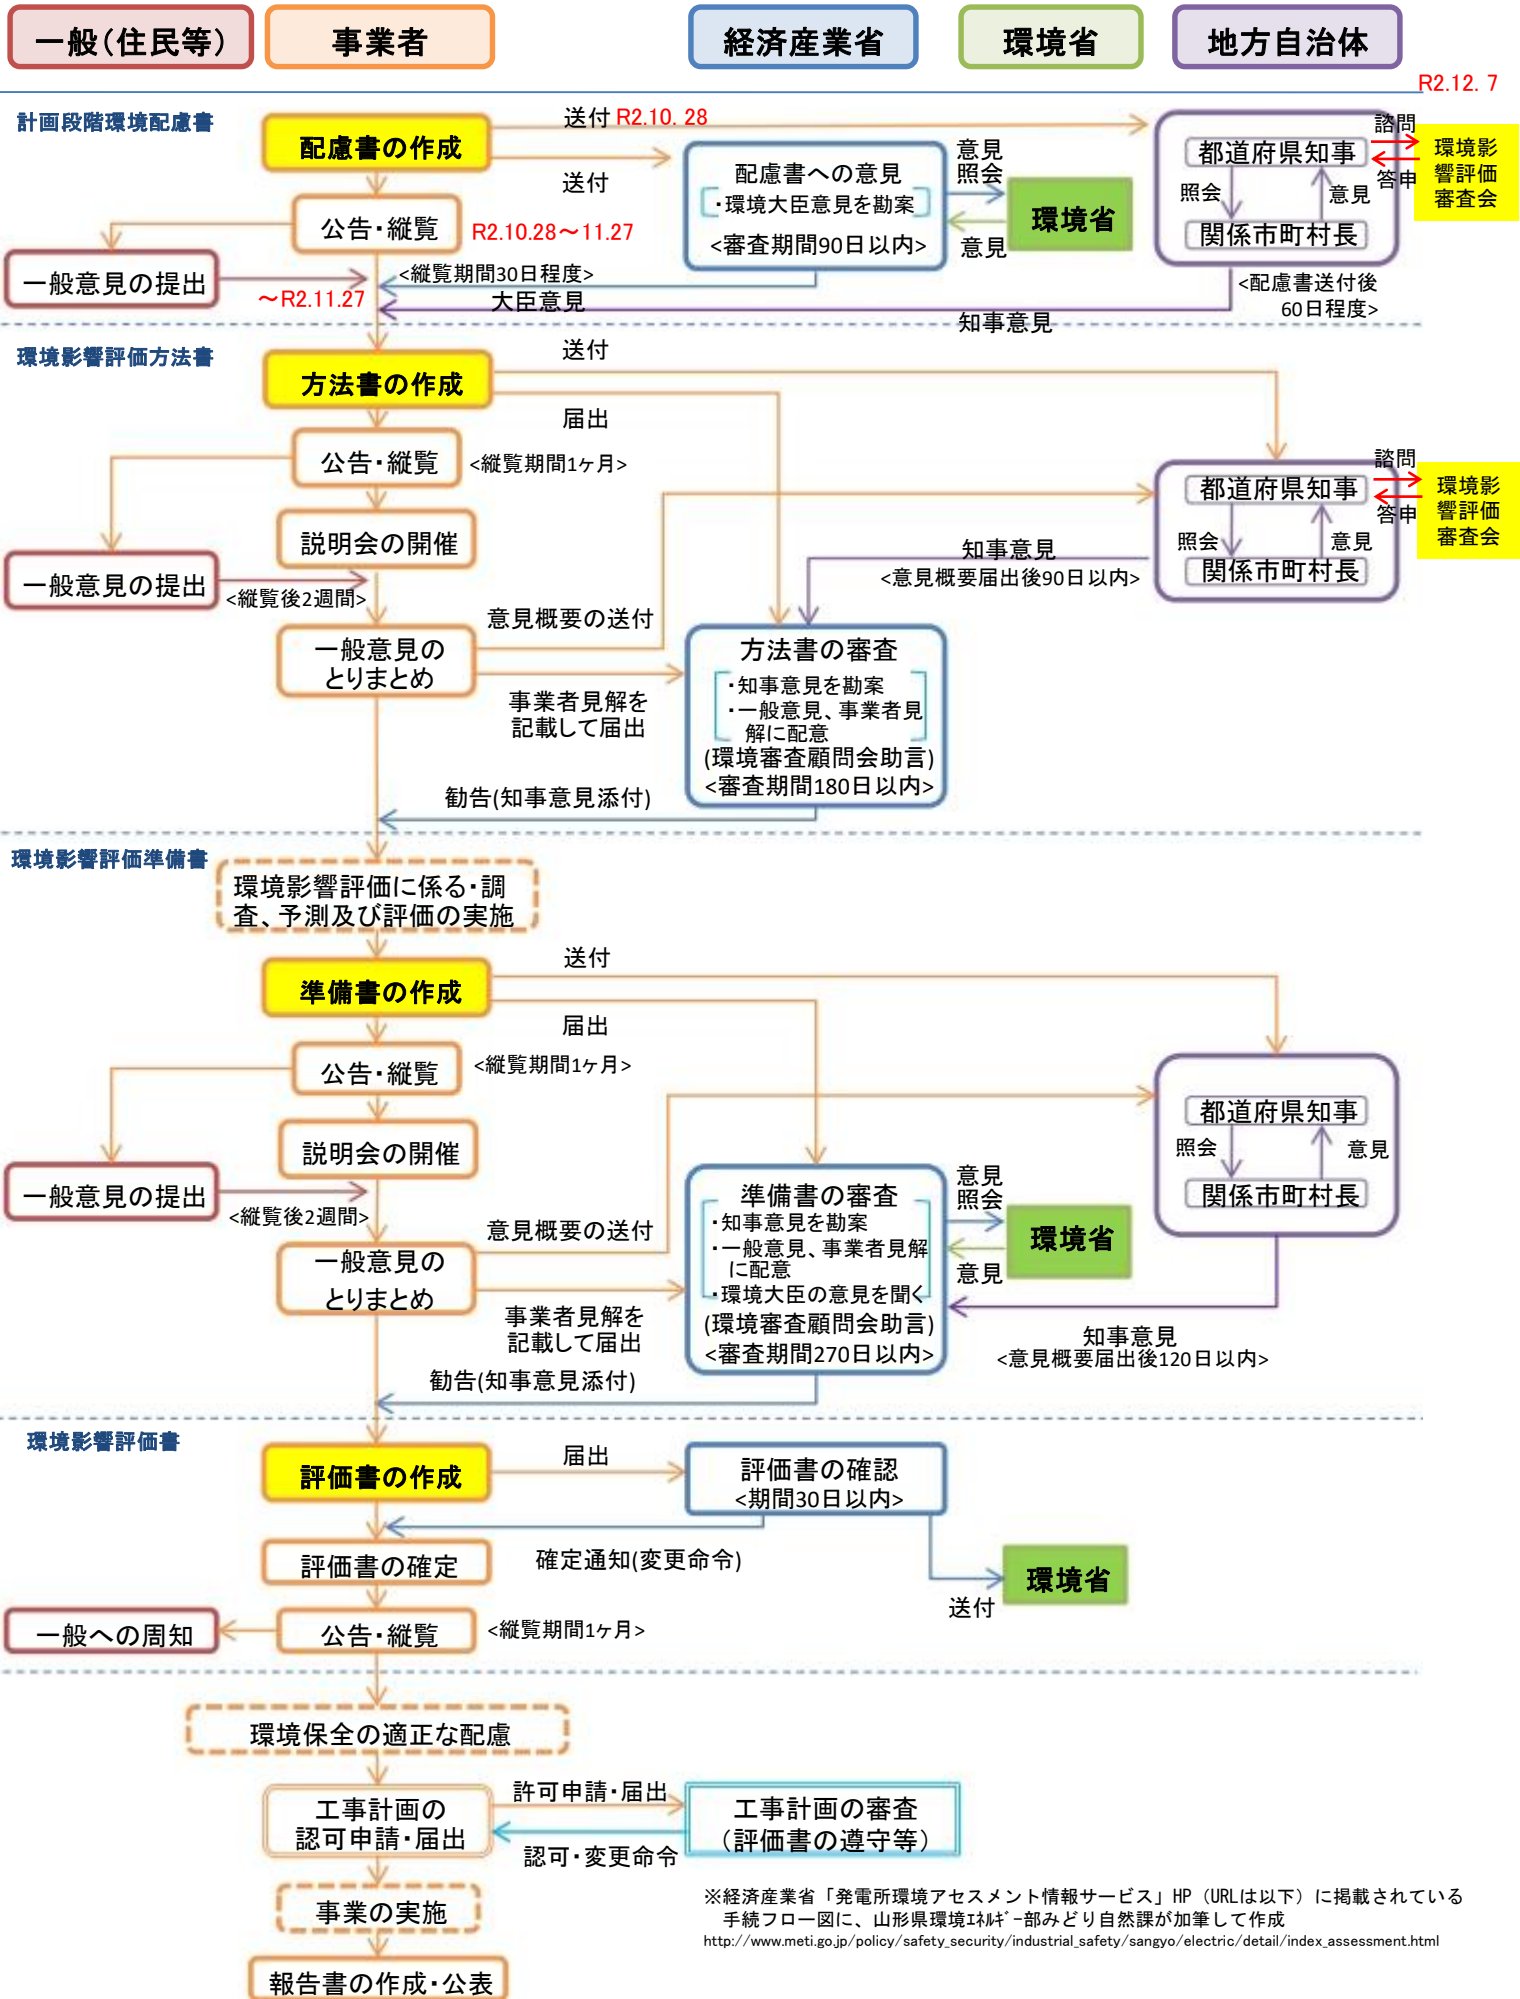 一般(住民等)
事業者
経済産業省
環境省
地方自治体
R2.12. 7
計画段階環境配慮書
配慮書の作成
送付 R2.10. 28
送付
公告・縦覧
R2.10.28～11.27
一般意見の提出
～R2.11.27
<縦覧期間30日程度>
大臣意見
配慮書への意見
・環境大臣意見を勘案
<審査期間90日以内>
意見
照会
意見
環境省
都道府県知事
照会
意見
関係市町村長
諮問
答申
環境影
響評価
審査会
<配慮書送付後
60日程度>
知事意見
環境影響評価方法書
方法書の作成
送付
届出
公告・縦覧
<縦覧期間1ヶ月>
説明会の開催
一般意見の提出
<縦覧後2週間>
一般意見の
とりまとめ
意見概要の送付
事業者見解を
記載して届出
知事意見
<意見概要届出後90日以内>
都道府県知事
照会
意見
関係市町村長
諮問
答申
環境影
響評価
審査会
方法書の審査
・知事意見を勘案
・一般意見、事業者見
解に配意
(環境審査顧問会助言)
<審査期間180日以内>
勧告(知事意見添付)
環境影響評価準備書
環境影響評価に係る・調
査、予測及び評価の実施
準備書の作成
送付
届出
公告・縦覧
<縦覧期間1ヶ月>
説明会の開催
一般意見の提出
<縦覧後2週間>
一般意見の
とりまとめ
意見概要の送付
事業者見解を
記載して届出
準備書の審査
・知事意見を勘案
・一般意見、事業者見解
に配意
・環境大臣の意見を聞く
(環境審査顧問会助言)
<審査期間270日以内>
意見
照会
意見
環境省
都道府県知事
照会
意見
関係市町村長
知事意見
<意見概要届出後120日以内>
勧告(知事意見添付)
環境影響評価書
評価書の作成
届出
評価書の確認
<期間30日以内>
確定通知(変更命令)
評価書の確定
環境省
送付
一般への周知
公告・縦覧
<縦覧期間1ヶ月>
環境保全の適正な配慮
工事計画の
認可申請・届出
許可申請・届出
認可・変更命令
工事計画の審査
（評価書の遵守等）
事業の実施
報告書の作成・公表
※経済産業省「発電所環境アセスメント情報サービス」HP（URLは以下）に掲載されている
手続フロー図に、山形県環境ｴﾈﾙｷﾞｰ部みどり自然課が加筆して作成
http://www.meti.go.jp/policy/safety_security/industrial_safety/sangyo/electric/detail/index_assessment.html